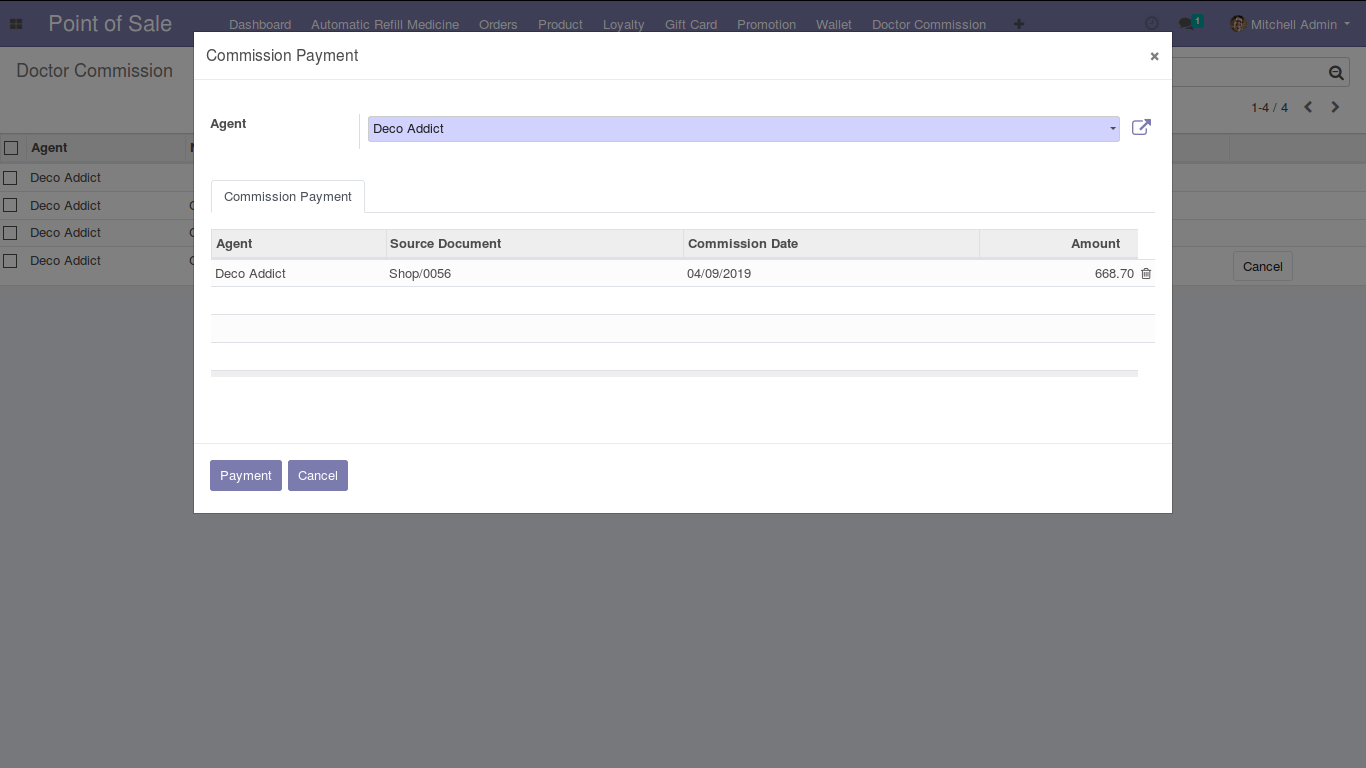 Point of Sale Dashboard Automatic Refill Medicine Orders Product Loyalty Gift Card Promotion Wallet Doctor Commission 1 Mitchell Admin
Commission Payment ×
Doctor Commission
1-4 / 4
Agent Deco Addict
Agent
Deco Addict
Deco Addict
Deco Addict
Deco Addict
Cancel
Commission Payment
Agent Source Document Commission Date Amount
Deco Addict Shop/0056 04/09/2019 668.70
Payment Cancel